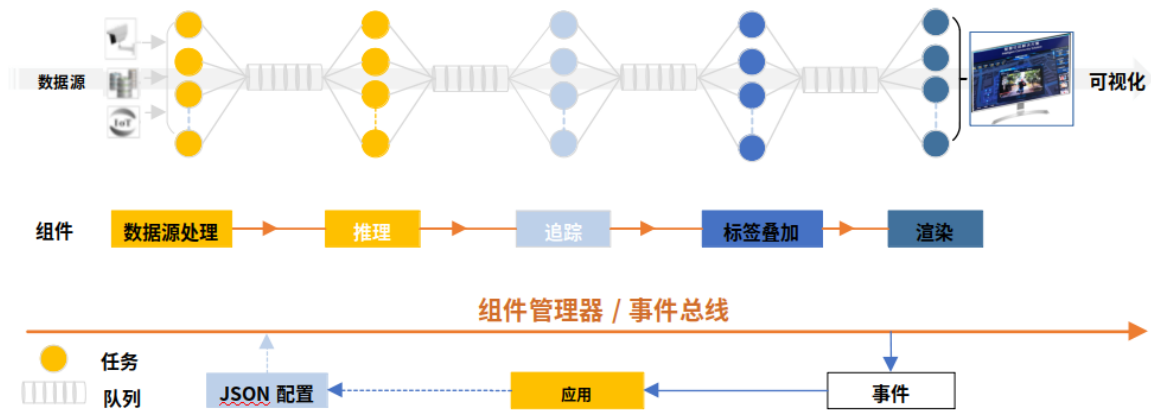 数据源
IoT
可视化
组件
数据源处理
推理
追踪
标签叠加
渲染
组件管理器 / 事件总线
任务
队列
JSON 配置
应用
事件